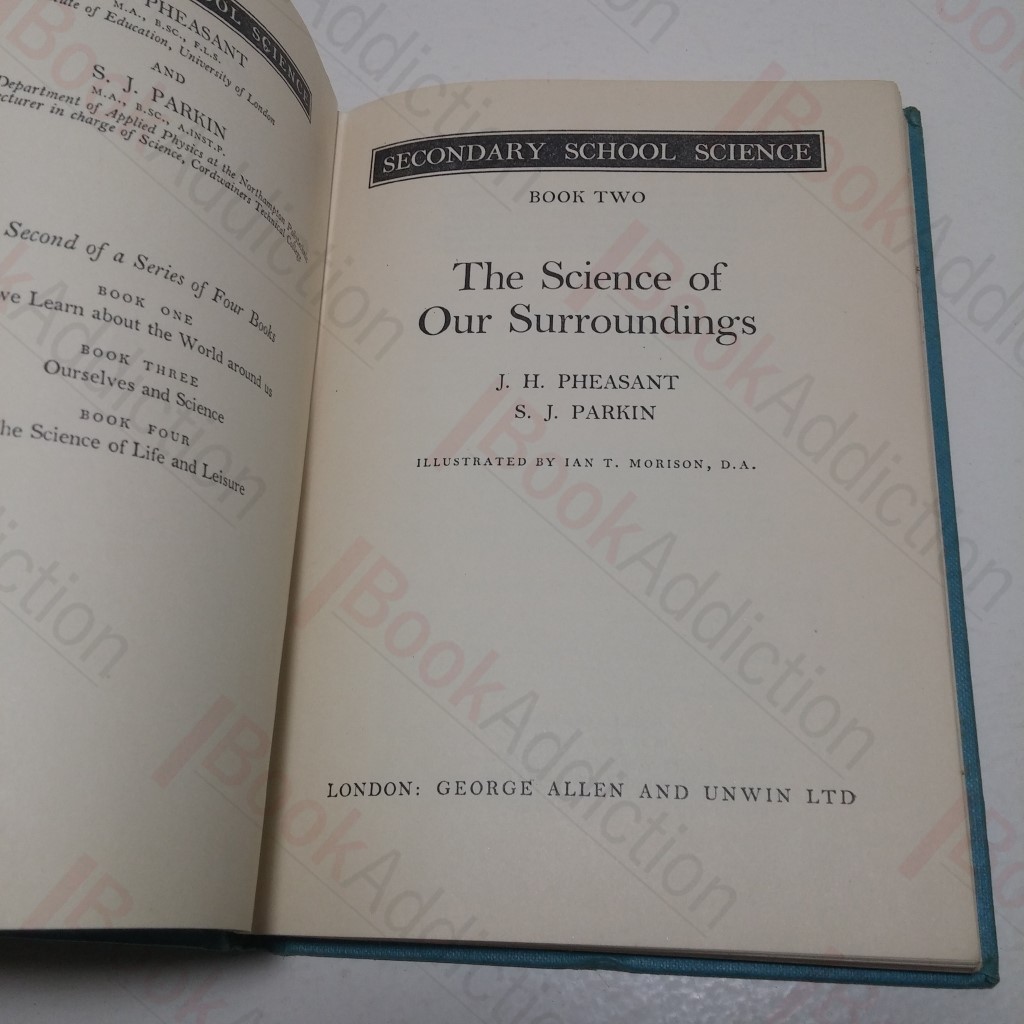 OOL SCIENCE
PHEASANT
M.A., B.SC., F.L.S.
ute of Education, University of London
AND
S. J. PARKIN
M.A., B.SC., A.INST.P.
Department of Applied Physics at the Northampton
cturer in charge of Science, Cordwainers Technical College
Second of a Series of Four Books
BOOK ONE
we Learn about the World around us
BOOK THREE
Ourselves and Science
BOOK FOUR
he Science of Life and Leisure
SECONDARY SCHOOL SCIENCE
BOOK TWO
The Science of
Our Surroundings
J. H. PHEASANT
S. J. PARKIN
ILLUSTRATED BY IAN T. MORISON, D.A.
LONDON: GEORGE ALLEN AND UNWIN LTD
BookAddiction